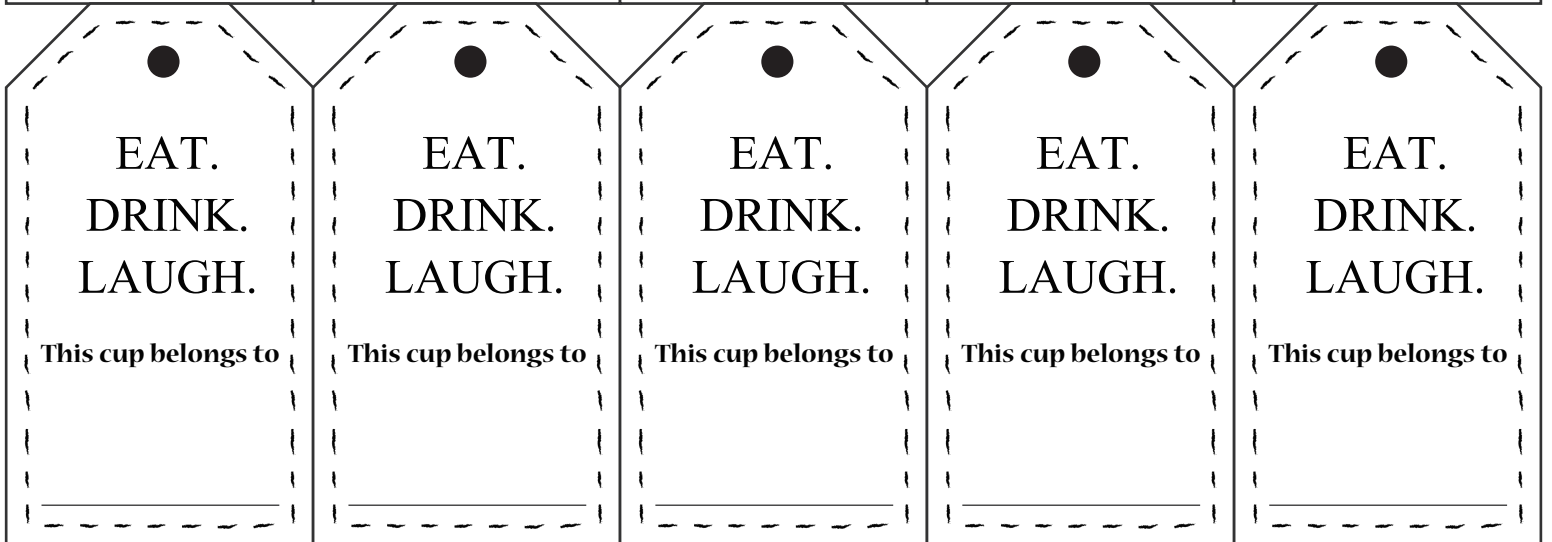 EAT. EAT. EAT. EAT. EAT.
DRINK. DRINK. DRINK. DRINK. DRINK.
LAUGH. LAUGH. LAUGH. LAUGH. LAUGH.
This cup belongs to This cup belongs to This cup belongs to This cup belongs to This cup belongs to